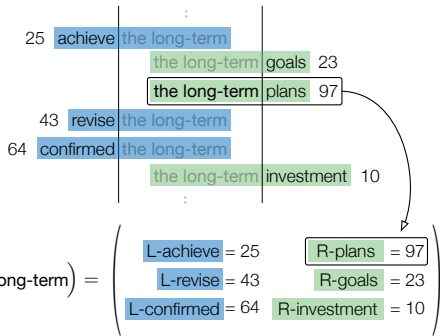 ⋮
25 achieve the long-term
the long-term goals 23
the long-term plans 97
43 revise the long-term
64 confirmed the long-term
the long-term investment 10
⋮
L-achieve = 25 R-plans = 97
ong-term) = L-revise = 43 R-goals = 23
L-confirmed = 64 R-investment = 10